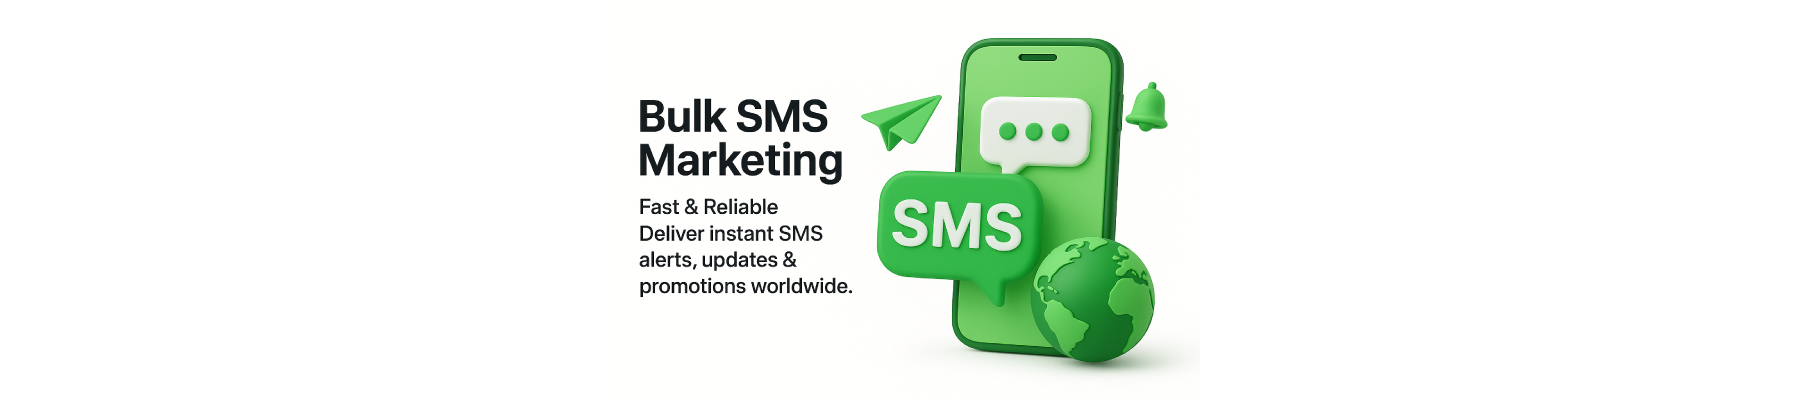 Bulk SMS
Marketing
Fast & Reliable
Deliver instant SMS
alerts, updates &
promotions worldwide.
SMS